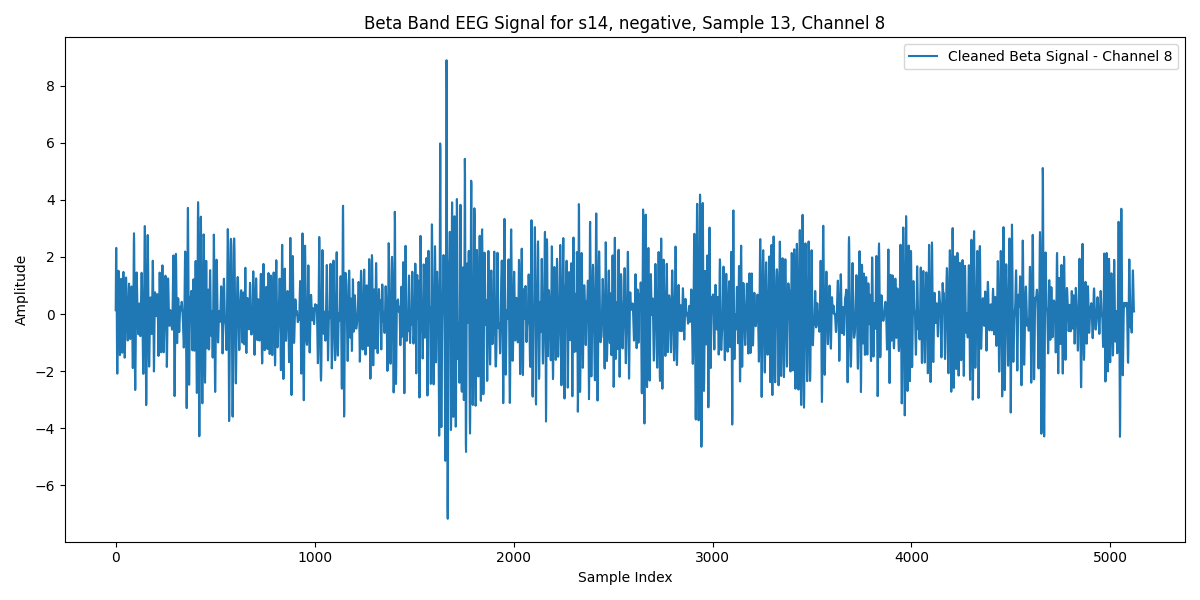 Beta Band EEG Signal for s14, negative, Sample 13, Channel 8
Cleaned Beta Signal - Channel 8
Amplitude
8
6
4
2
0
−2
−4
−6
0 1000 2000 3000 4000 5000
Sample Index